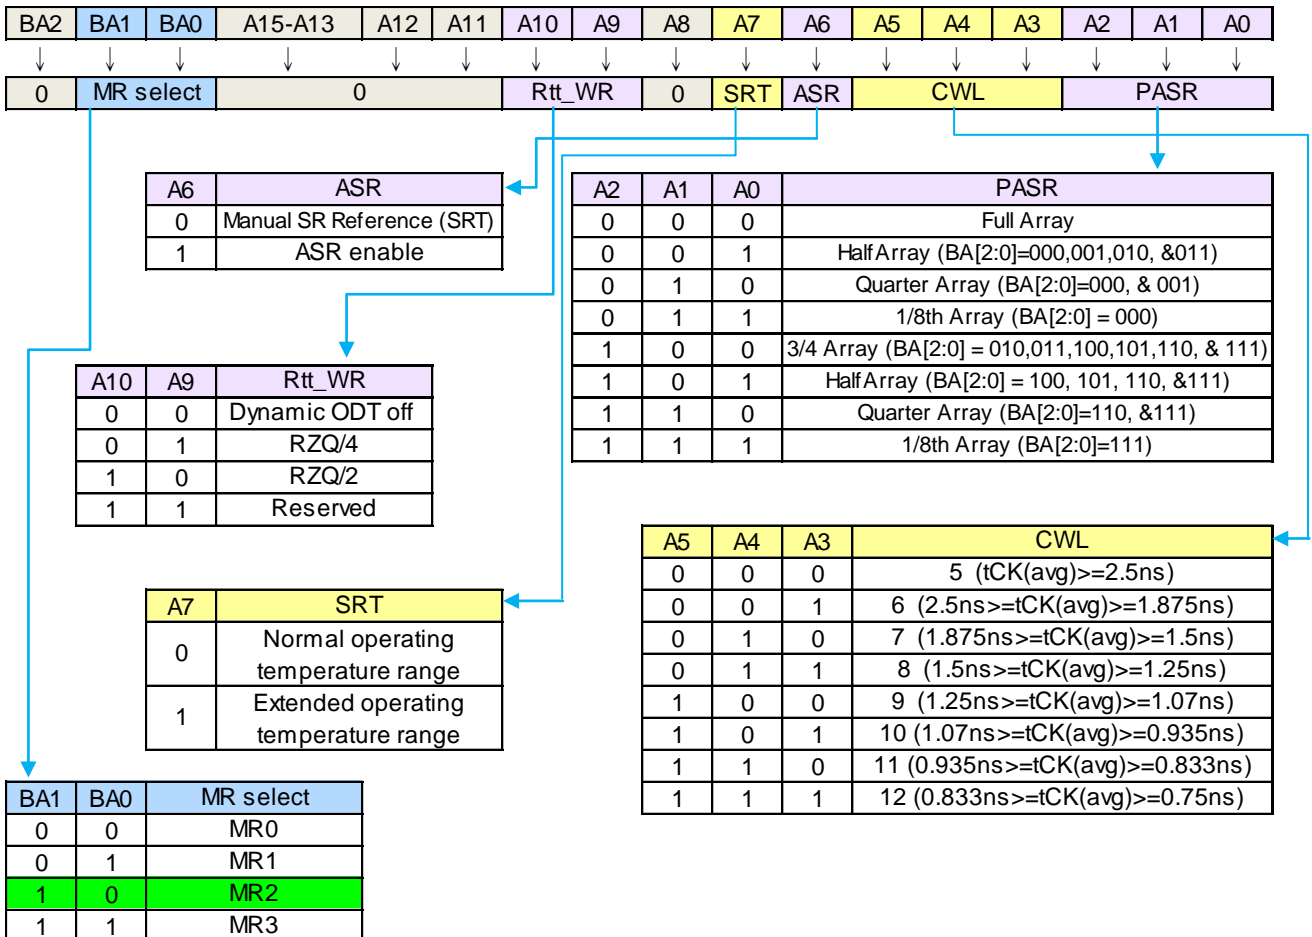 BA2 BA1 BA0 A15-A13 A12 A11 A10 A9 A8 A7 A6 A5 A4 A3 A2 A1 A0
0 MR select 0 Rtt_WR 0 SRT ASR CWL PASR
A6 ASR
0 Manual SR Reference (SRT)
1 ASR enable
A2 A1 A0 PASR
0 0 0 Full Array
0 0 1 Half Array (BA[2:0]=000,001,010, &011)
0 1 0 Quarter Array (BA[2:0]=000, & 001)
0 1 1 1/8th Array (BA[2:0] = 000)
1 0 0 3/4 Array (BA[2:0] = 010,011,100,101,110, & 111)
1 0 1 Half Array (BA[2:0] = 100, 101, 110, &111)
1 1 0 Quarter Array (BA[2:0]=110, &111)
1 1 1 1/8th Array (BA[2:0]=111)
A10 A9 Rtt_WR
0 0 Dynamic ODT off
0 1 RZQ/4
1 0 RZQ/2
1 1 Reserved
A5 A4 A3 CWL
0 0 0 5 (tCK(avg)>=2.5ns)
0 0 1 6 (2.5ns>=tCK(avg)>=1.875ns)
0 1 0 7 (1.875ns>=tCK(avg)>=1.5ns)
0 1 1 8 (1.5ns>=tCK(avg)>=1.25ns)
1 0 0 9 (1.25ns>=tCK(avg)>=1.07ns)
1 0 1 10 (1.07ns>=tCK(avg)>=0.935ns)
1 1 0 11 (0.935ns>=tCK(avg)>=0.833ns)
1 1 1 12 (0.833ns>=tCK(avg)>=0.75ns)
A7 SRT
0 Normal operating
temperature range
1 Extended operating
temperature range
BA1 BA0 MR select
0 0 MR0
0 1 MR1
1 0 MR2
1 1 MR3